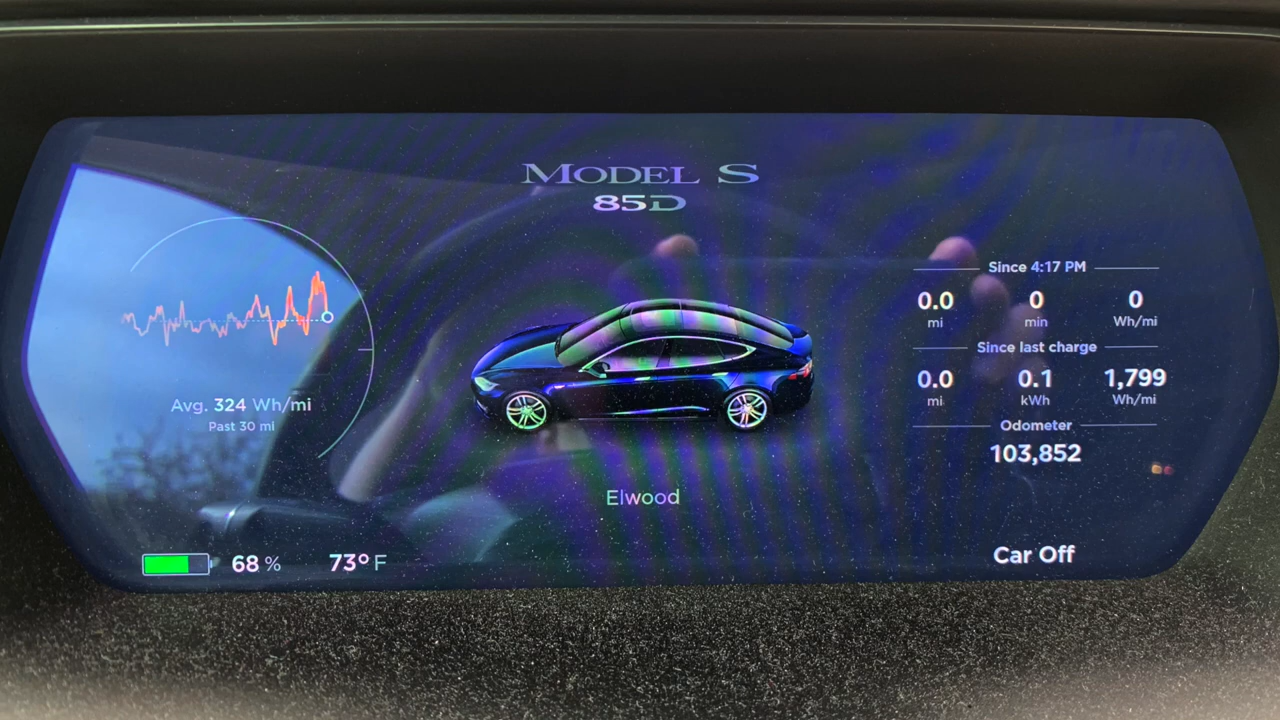 MODEL S
85D
Avg. 324 Wh/mi
Past 30 mi
Since 4:17 PM
0.0 0 0
mi min Wh/mi
Since last charge
0.0 0.1 1,799
mi kWh Wh/mi
Odometer
103,852
Elwood
68 % 73° F
Car Off